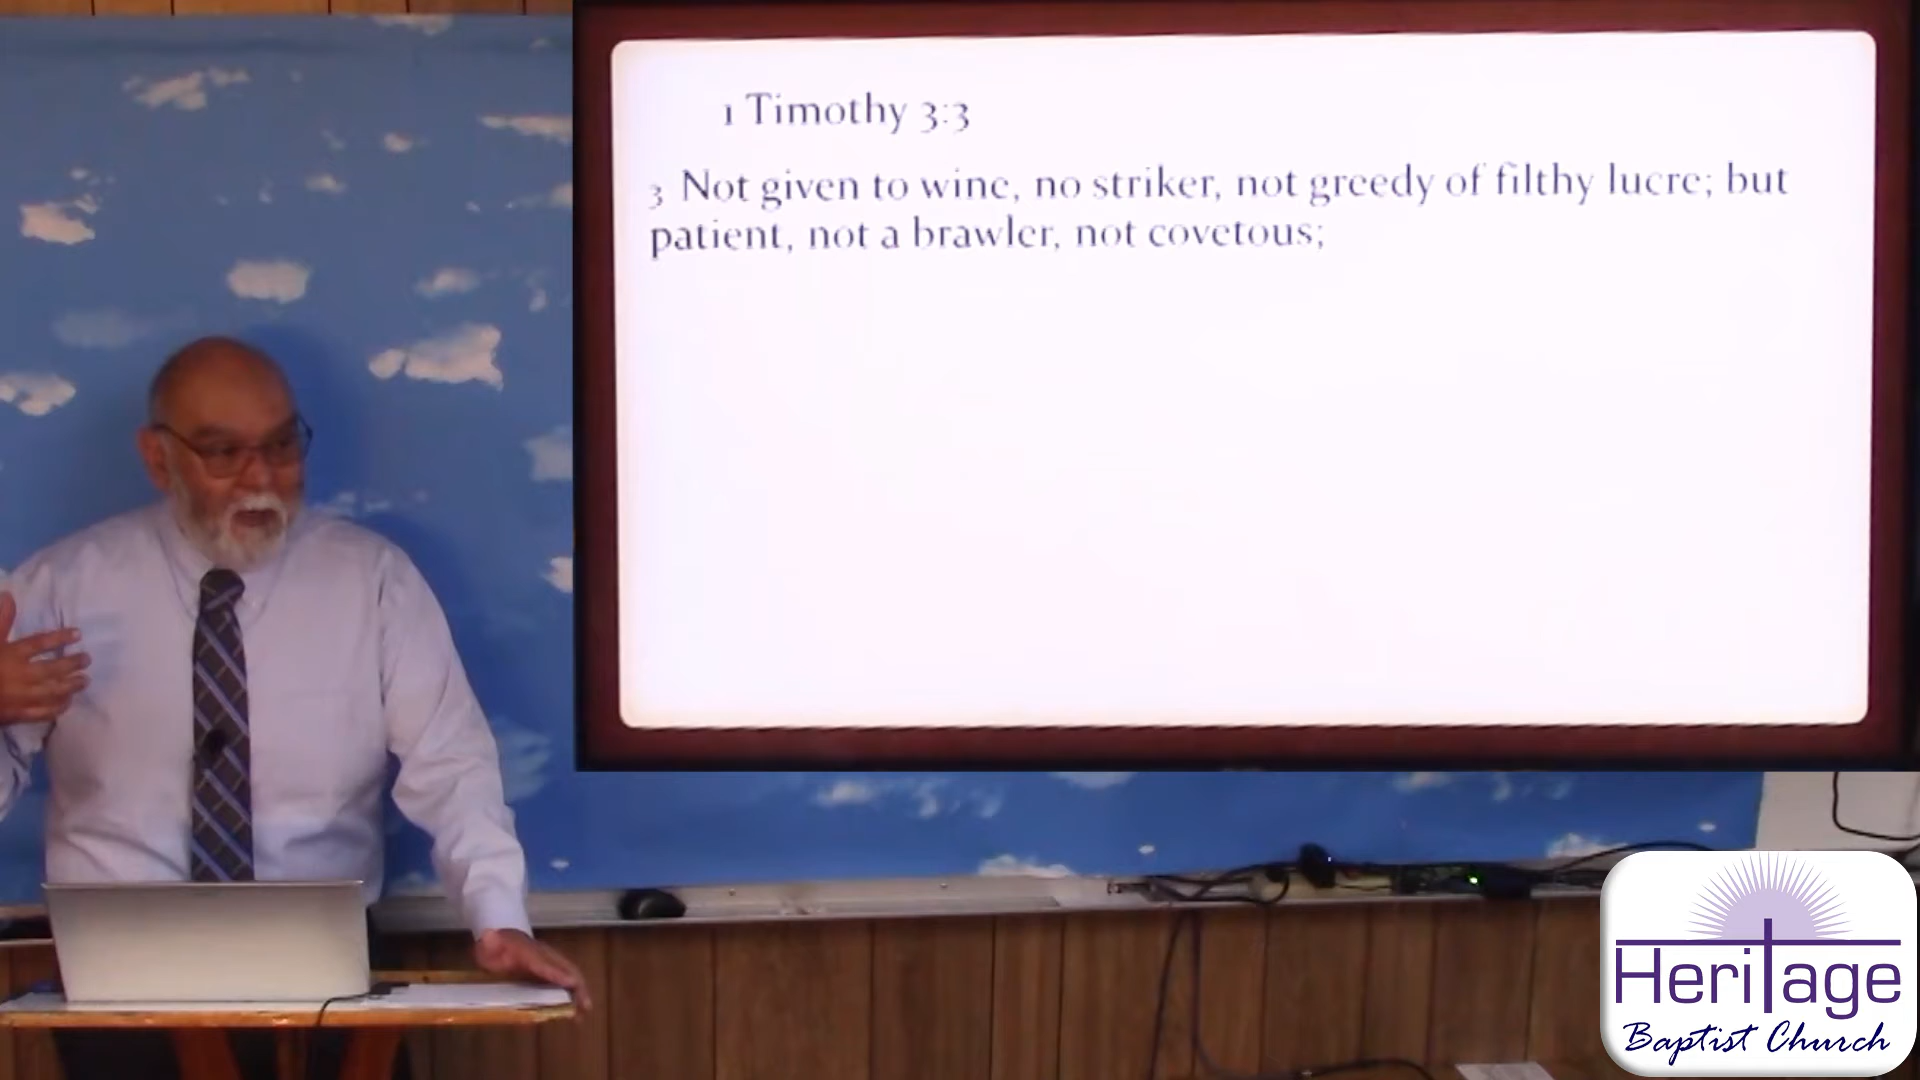 1 Timothy 3:3
3 Not given to wine, no striker, not greedy of filthy lucre; but
patient, not a brawler, not covetous;
Heritage
Baptist Church